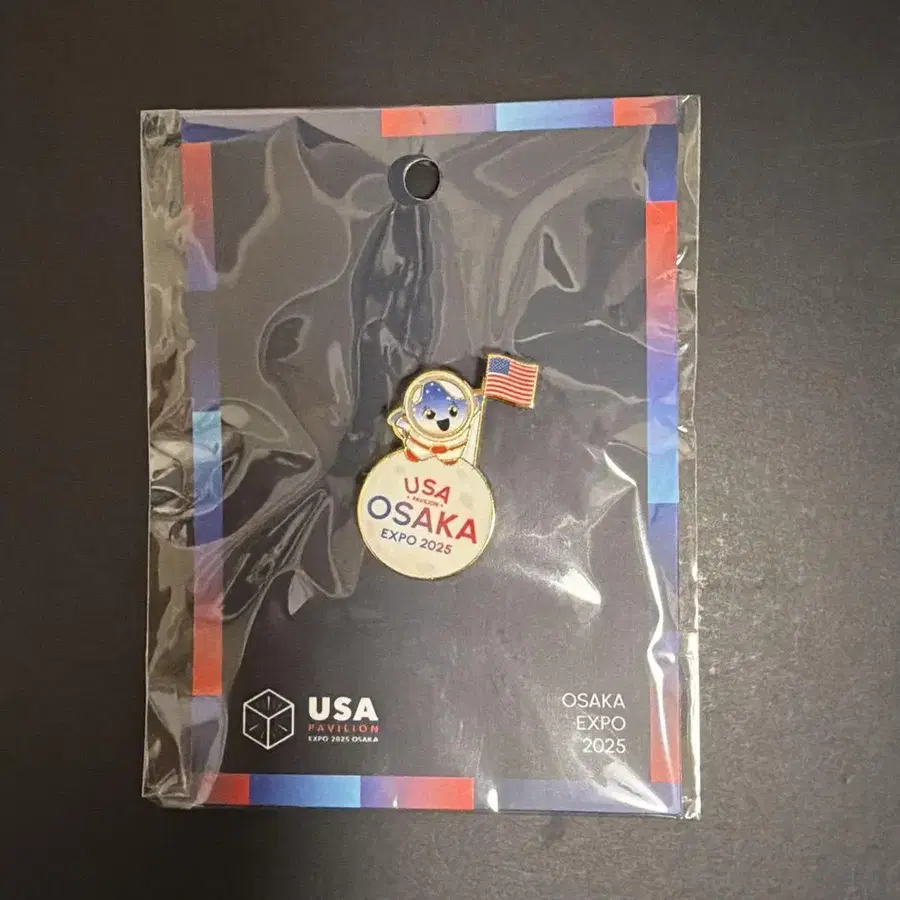 USA
• PAVILION •
OSAKA
EXPO 2025
USA
PAVILION
EXPO 2025 OSAKA
OSAKA
EXPO
2025